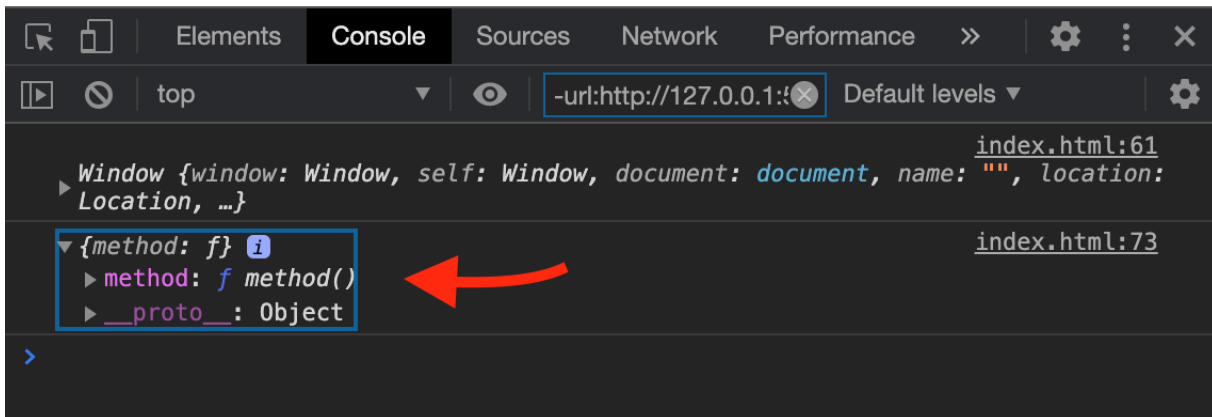 Elements Console Sources Network Performance »
top ▼ -url:http://127.0.0.1: Default levels ▼
index.html:61
▶ Window {window: Window, self: Window, document: document, name: "", location:
Location, …}
▼ {method: ƒ} i index.html:73
▶ method: ƒ method()
▶ __proto__: Object
>